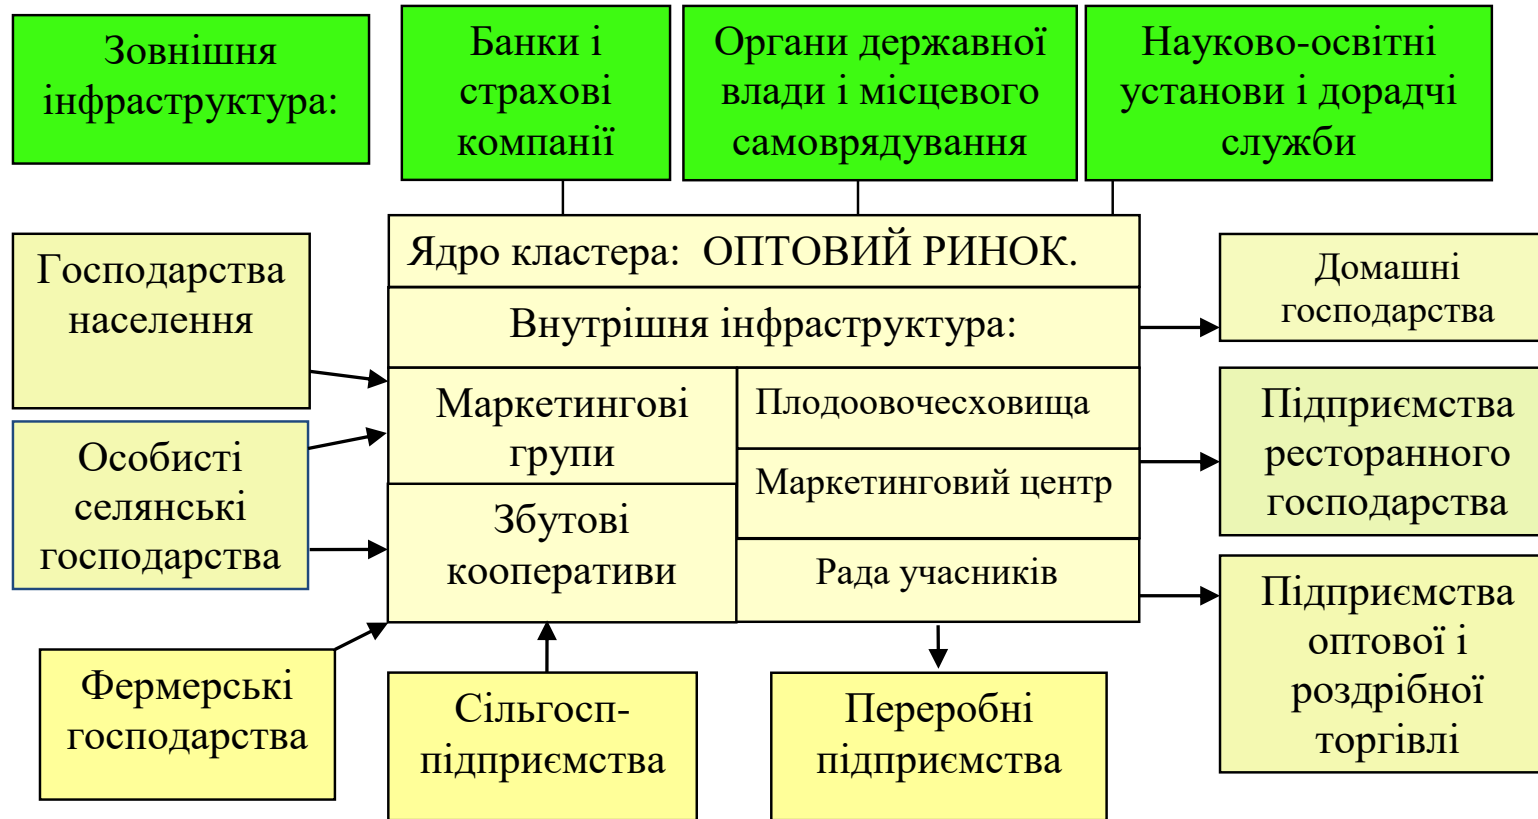 Зовнішня
інфраструктура:
Банки і
страхові
компанії
Органи державної
влади і місцевого
самоврядування
Науково-освітні
установи і дорадчі
служби
Ядро кластера: ОПТОВИЙ РИНОК.
Внутрішня інфраструктура:
Господарства
населення
Особисті
селянські
господарства
Фермерські
господарства
Маркетингові
групи
Збутові
кооперативи
Плодоовочесховища
Маркетинговий центр
Рада учасників
Сільгосп-
підприємства
Переробні
підприємства
Домашні
господарства
Підприємства
ресторанного
господарства
Підприємства
оптової і
роздрібної
торгівлі